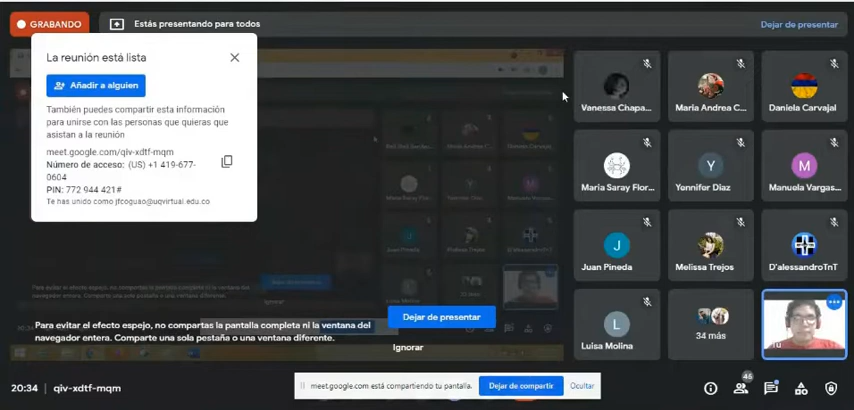 GRABANDO
Estás presentando para todos
Dejar de presentar
La reunión está lista
Añadir a alguien
También puedes compartir esta información
para unirse con las personas que quieras que
asistan a la reunión
meet.google.com/qiv-xdtf-mqm
Número de acceso: (US) +1 419-677-
0604
PIN: 772 944 421#
Te has unido como jfcoguao@uqvirtual.edu.co
Vanessa Chapa...
Maria Andrea C...
Daniela Carvajal
Maria Saray Flor...
Y
Yennifer Diaz
M
Manuela Vargas...
J
Juan Pineda
Melissa Trejos
D'alessandroTnT
L
Luisa Molina
34 más
Tú
Dejar de presentar
Para evitar el efecto espejo, no compartas la pantalla completa ni la ventana del
navegador entera. Comparte una sola pestaña o una ventana diferente.
Ignorar
20:34 | qiv-xdtf-mqm
meet.google.com está compartiendo tu pantalla.
Dejar de compartir
Ocultar
46